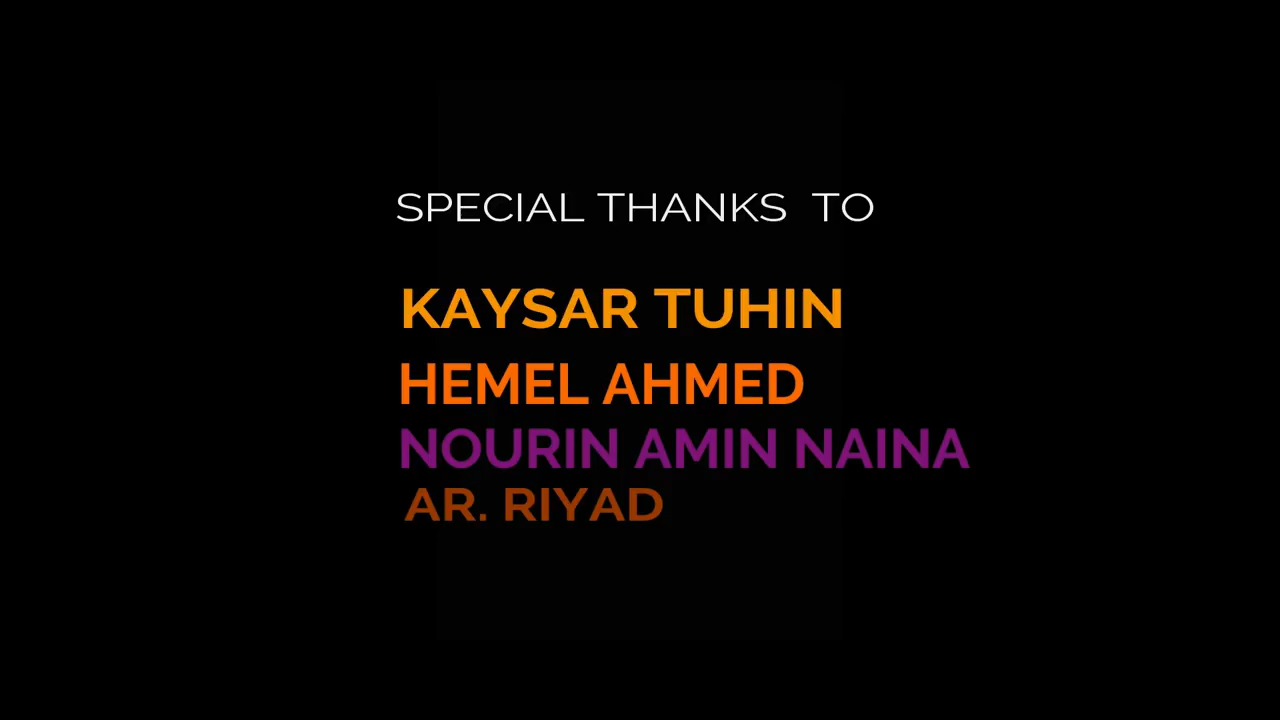 SPECIAL THANKS TO
KAYSAR TUHIN
HEMEL AHMED
NOURIN AMIN NAINA
AR. RIYAD